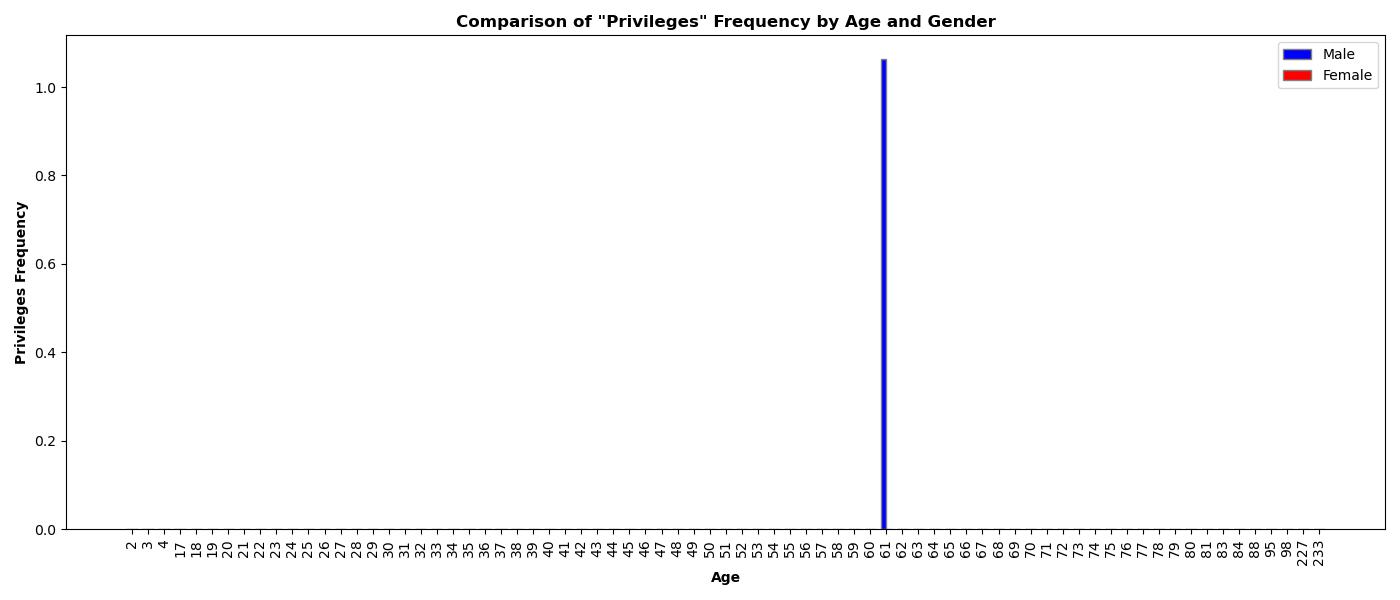 Comparison of "Privileges" Frequency by Age and Gender
Male
Female
Privileges Frequency
1.0
0.8
0.6
0.4
0.2
0.0
2 3 4 17 18 19 20 21 22 23 24 25 26 27 28 29 30 31 32 33 34 35 36 37 38 39 40 41 42 43 44 45 46 47 48 49 50 51 52 53 54 55 56 57 58 59 60 61 62 63 64 65 66 67 68 69 70 71 72 73 74 75 76 77 78 79 80 81 83 84 88 95 98 227 233
Age